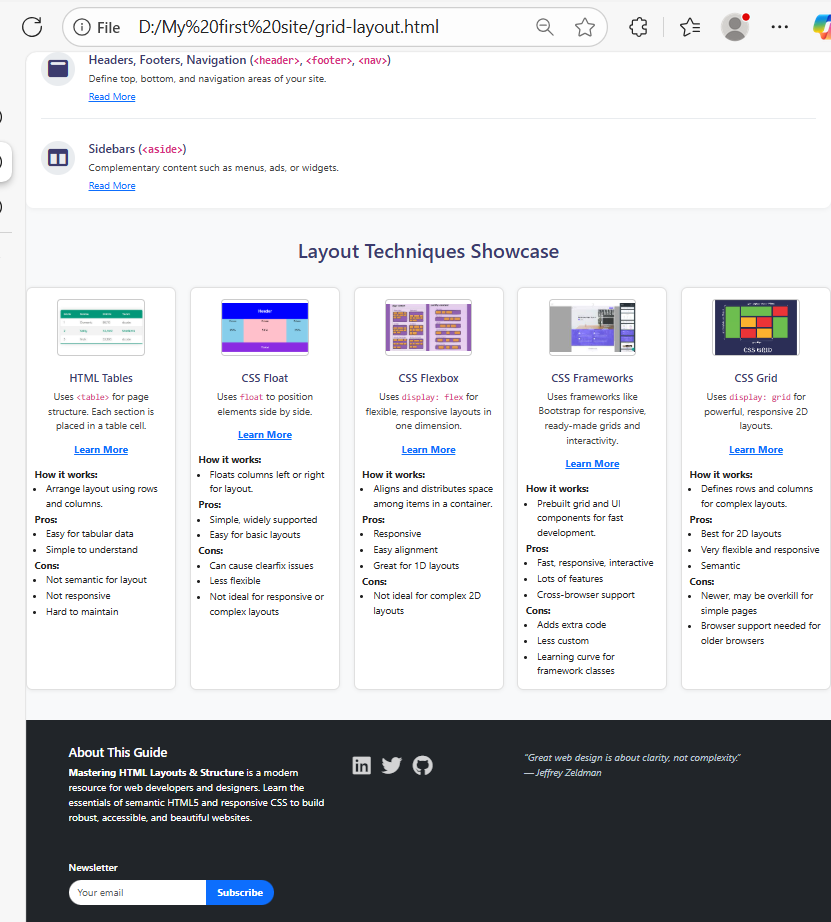 File
D:/My%20first%20site/grid-layout.html
Headers, Footers, Navigation (<header>, <footer>, <nav>)
Define top, bottom, and navigation areas of your site.
Read More
Sidebars (<aside>)
Complementary content such as menus, ads, or widgets.
Read More
Layout Techniques Showcase
HTML Tables
Uses <table> for page
structure. Each section is
placed in a table cell.
Learn More
How it works:
Arrange layout using rows
and columns.
Pros:
Easy for tabular data
Simple to understand
Cons:
Not semantic for layout
Not responsive
Hard to maintain
Header
CSS Float
Uses float to position
elements side by side.
Learn More
How it works:
Floats columns left or right
for layout.
Pros:
Simple, widely supported
Easy for basic layouts
Cons:
Can cause clearfix issues
Less flexible
Not ideal for responsive or
complex layouts
CSS Flexbox
Uses display: flex for
flexible, responsive layouts in
one dimension.
Learn More
How it works:
Aligns and distributes space
among items in a container.
Pros:
Responsive
Easy alignment
Great for 1D layouts
Cons:
Not ideal for complex 2D
layouts
CSS Frameworks
Uses frameworks like
Bootstrap for responsive,
ready-made grids and
interactivity.
Learn More
How it works:
Prebuilt grid and UI
components for fast
development.
Pros:
Fast, responsive, interactive
Lots of features
Cross-browser support
Cons:
Adds extra code
Less custom
Learning curve for
framework classes
CSS GRID
CSS Grid
Uses display: grid for
powerful, responsive 2D
layouts.
Learn More
How it works:
Defines rows and columns
for complex layouts.
Pros:
Best for 2D layouts
Very flexible and responsive
Semantic
Cons:
Newer, may be overkill for
simple pages
Browser support needed for
older browsers
About This Guide
Mastering HTML Layouts & Structure is a modern
resource for web developers and designers. Learn the
essentials of semantic HTML5 and responsive CSS to build
robust, accessible, and beautiful websites.
in
"Great web design is about clarity, not complexity."
— Jeffrey Zeldman
Newsletter
Your email
Subscribe